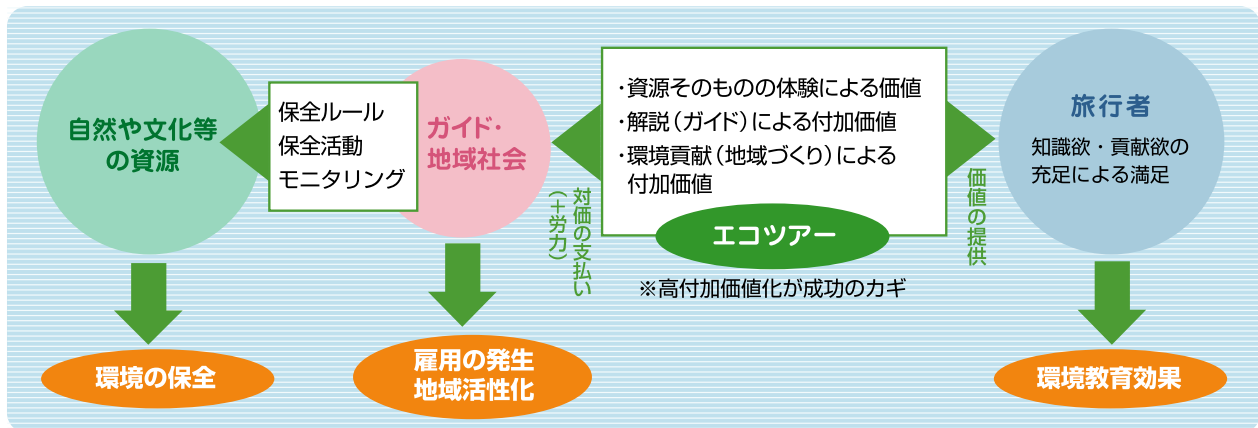 自然や文化等
の資源
保全ルール
保全活動
モニタリング
ガイド・
地域社会
対価の支払い
(＋労力)
・資源そのものの体験による価値
・解説(ガイド)による付加価値
・環境貢献(地域づくり)による
付加価値
エコツアー
※高付加価値化が成功のカギ
価値の提供
旅行者
知識欲・貢献欲の
充足による満足
環境の保全
雇用の発生
地域活性化
環境教育効果